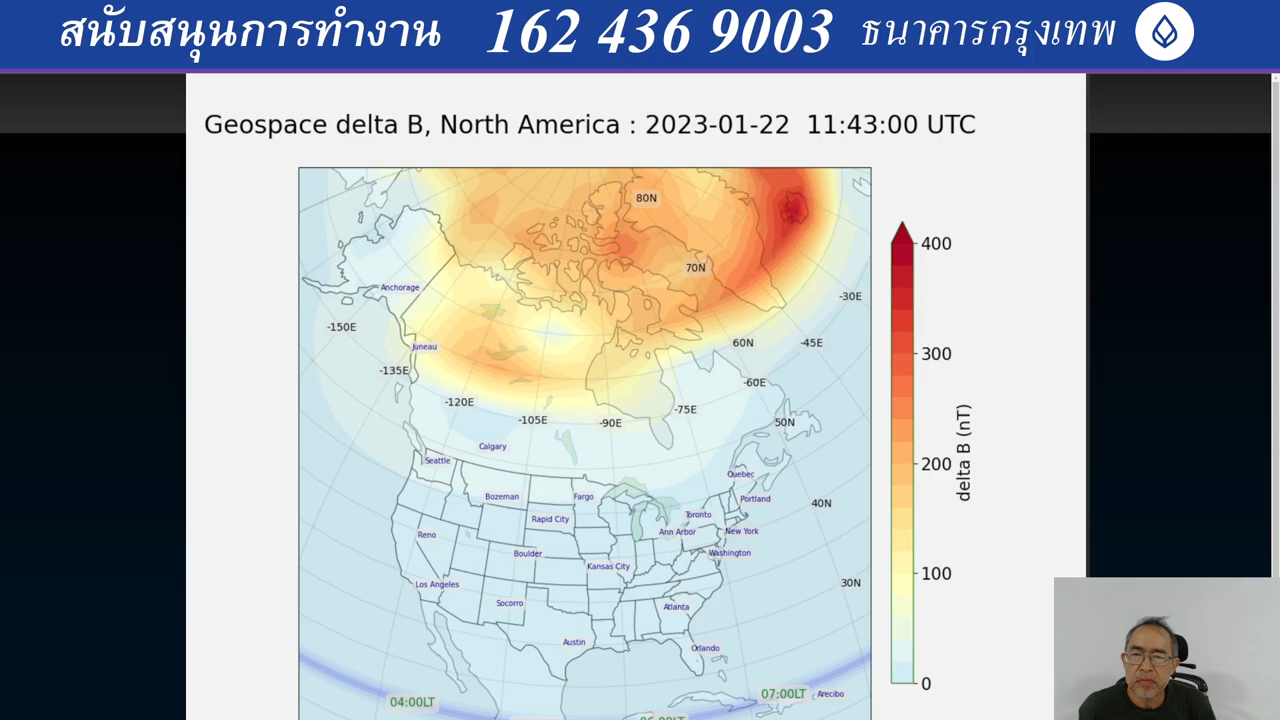 สนับสนุนการทำงาน 162 436 9003 ธนาคารกรุงเทพ
Geospace delta B, North America : 2023-01-22 11:43:00 UTC
80N
400
70N
Anchorage
-30E
-150E
60N
-45E
Juneau
300
-135E
-60E
-120E
-75E
-105E
-90E
50N
delta B (nT)
Calgary
Seattle
200
Quebec
Bozeman
Fargo
Portland
40N
Toronto
Rapid City
Reno
Ann Arbor
New York
Boulder
Washington
Kansas City
100
Los Angeles
30N
Socorro
Atlanta
Austin
Orlando
0
04:00LT
07:00LT
Arecibo
06:00LT